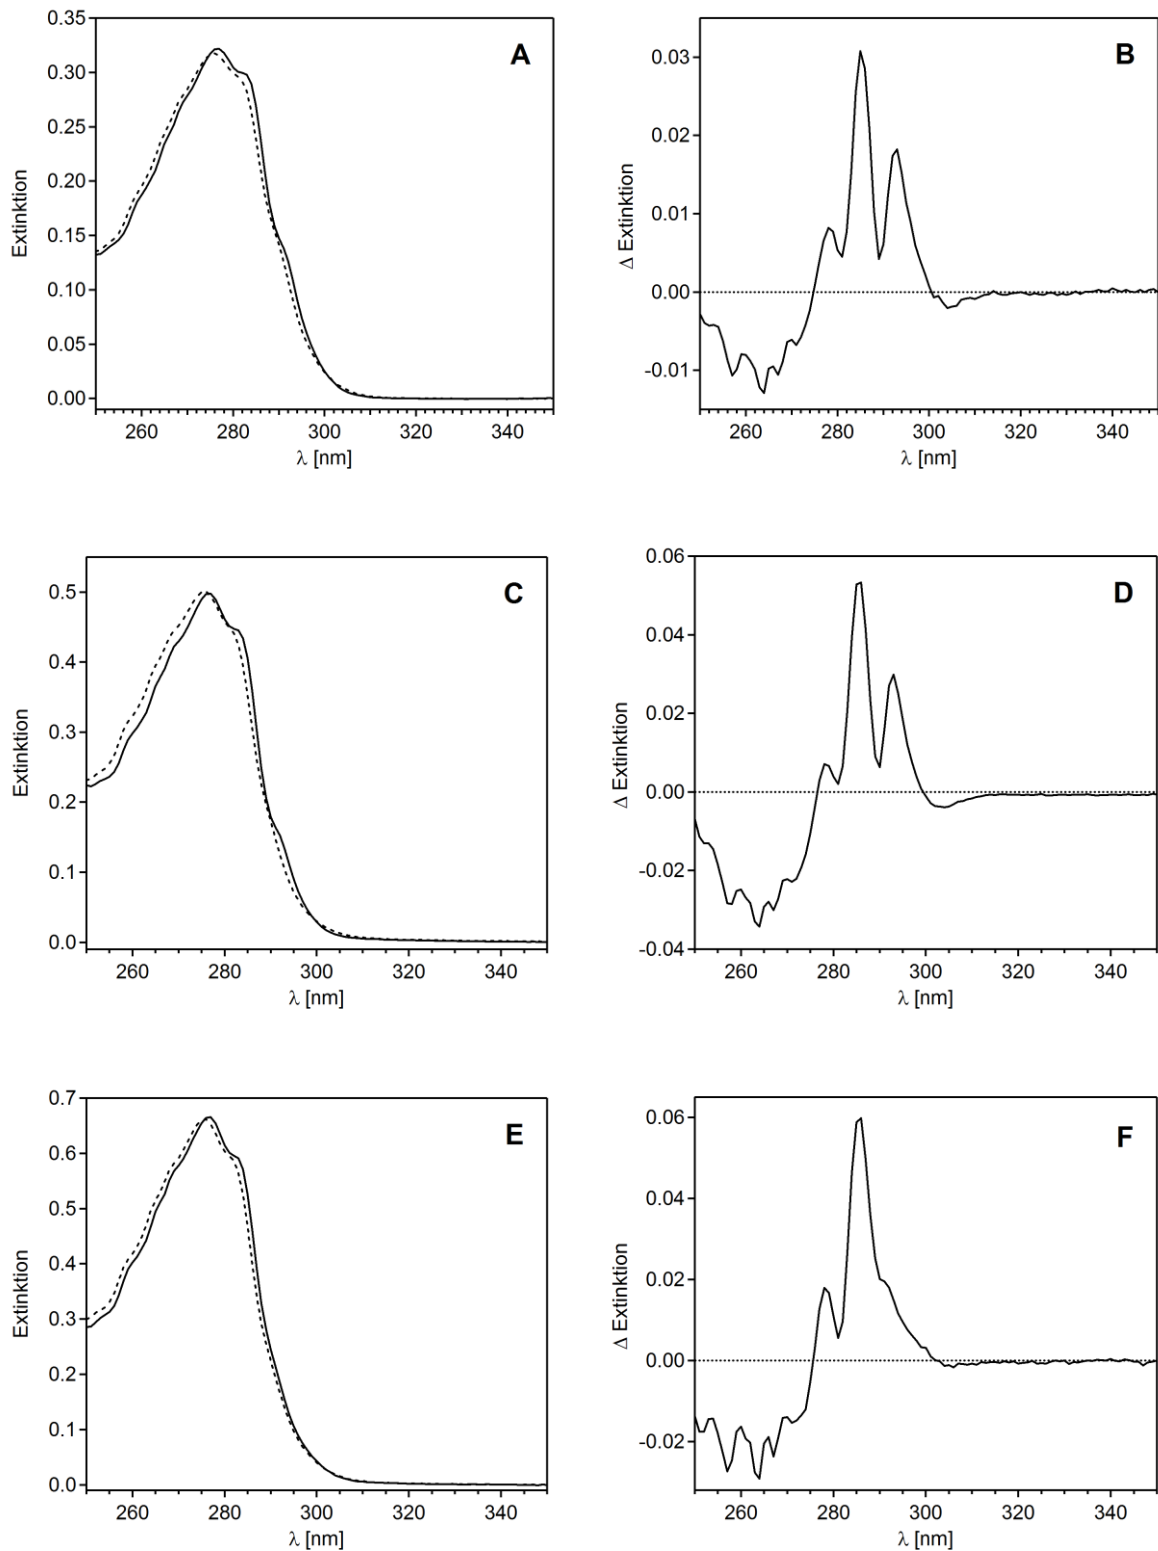 A
Extinktion
0.35
0.30
0.25
0.20
0.15
0.10
0.05
0.00
260 280 300 320 340
λ [nm]
B
Δ Extinktion
0.03
0.02
0.01
0.00
-0.01
260 280 300 320 340
λ [nm]
C
Extinktion
0.5
0.4
0.3
0.2
0.1
0.0
260 280 300 320 340
λ [nm]
D
Δ Extinktion
0.06
0.04
0.02
0.00
-0.02
-0.04
260 280 300 320 340
λ [nm]
E
Extinktion
0.7
0.6
0.5
0.4
0.3
0.2
0.1
0.0
260 280 300 320 340
λ [nm]
F
Δ Extinktion
0.06
0.04
0.02
0.00
-0.02
260 280 300 320 340
λ [nm]